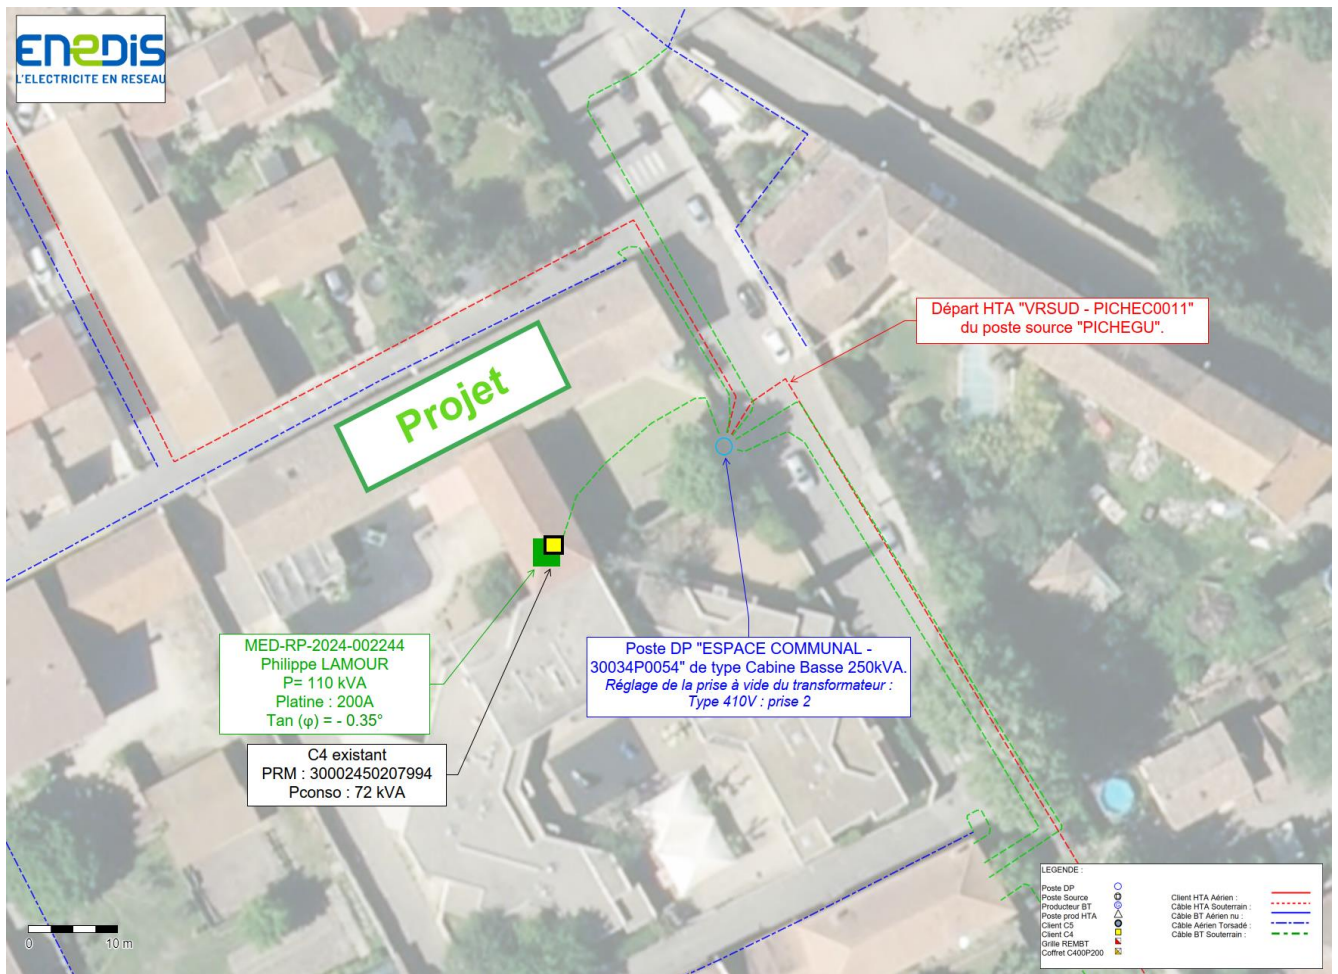 ENEDIS
L'ELECTRICITE EN RESEAU
Départ HTA "VRSUD - PICHEC0011"
du poste source "PICHEGU".
Projet
MED-RP-2024-002244
Philippe LAMOUR
P= 110 kVA
Platine : 200A
Tan (φ) = - 0.35°
Poste DP "ESPACE COMMUNAL -
30034P0054" de type Cabine Basse 250kVA.
Réglage de la prise à vide du transformateur :
Type 410V : prise 2
C4 existant
PRM : 30002450207994
Pconso : 72 kVA
0 10 m
LEGENDE :
Poste DP
Poste Source
Producteur BT
Poste prod HTA
Client C5
Client C4
Grille REMBT
Coffret C400P200
Client HTA Aérien :
Câble HTA Souterrain :
Câble BT Aérien nu :
Câble Aérien Torsadé :
Câble BT Souterrain :